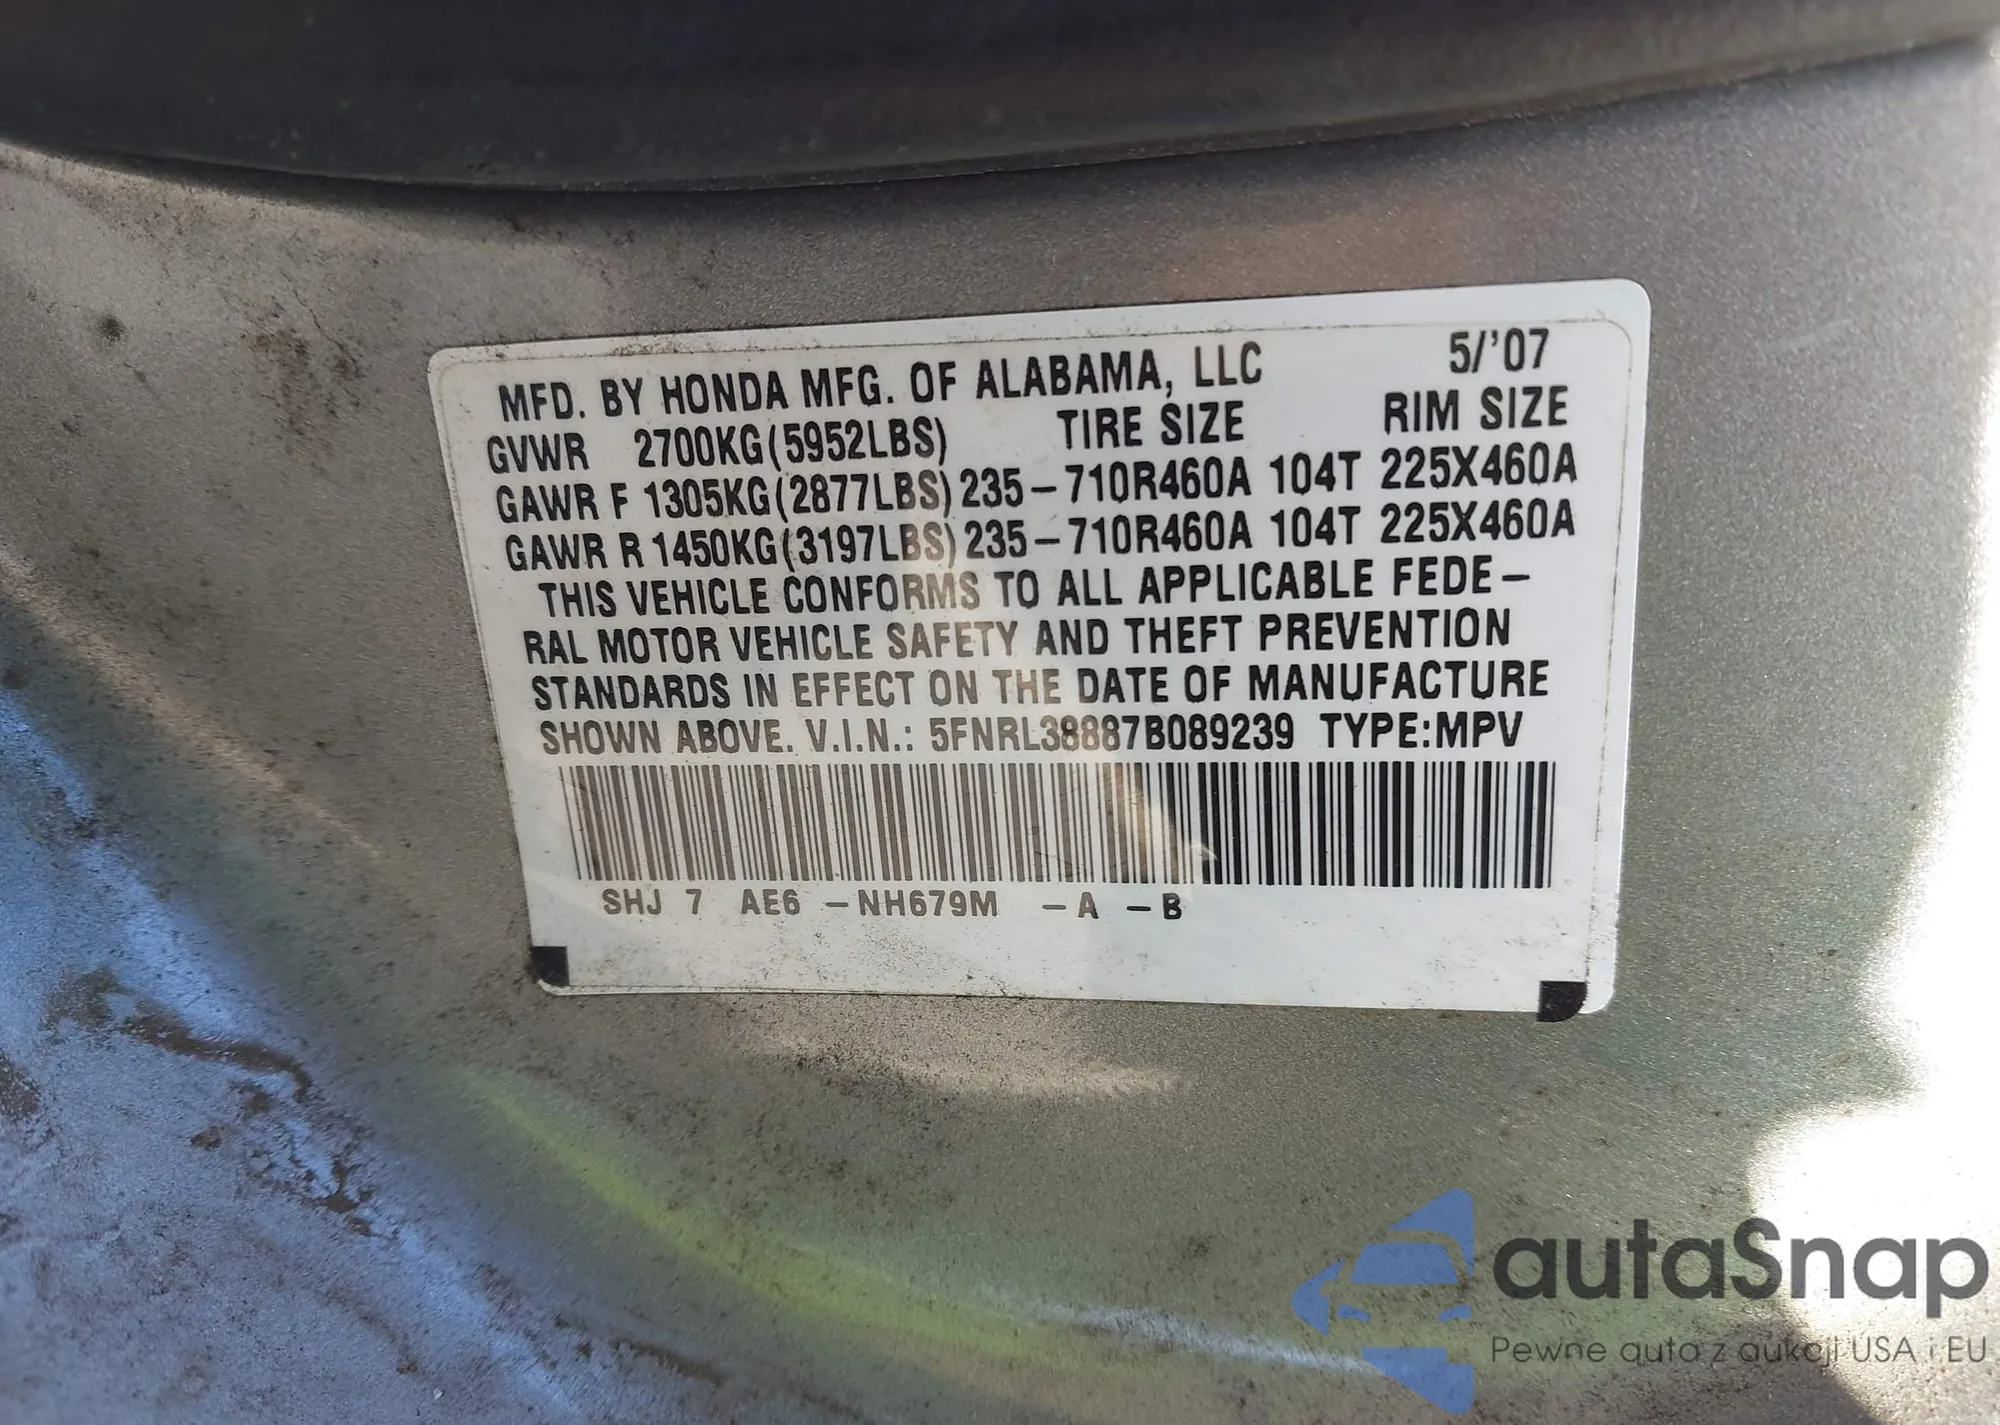 MFD. BY HONDA MFG. OF ALABAMA, LLC 5/'07
GVWR 2700KG(5952LBS) TIRE SIZE RIM SIZE
GAWR F 1305KG(2877LBS) 235-710R460A 104T 225X460A
GAWR R 1450KG(3197LBS) 235-710R460A 104T 225X460A
THIS VEHICLE CONFORMS TO ALL APPLICABLE FEDE-
RAL MOTOR VEHICLE SAFETY AND THEFT PREVENTION
STANDARDS IN EFFECT ON THE DATE OF MANUFACTURE
SHOWN ABOVE. V.I.N.: 5FNRL38887B089239 TYPE:MPV
SHJ 7 AE6 -NH679M -A -B
autaSnap
Pewne auta z aukcji USA i EU